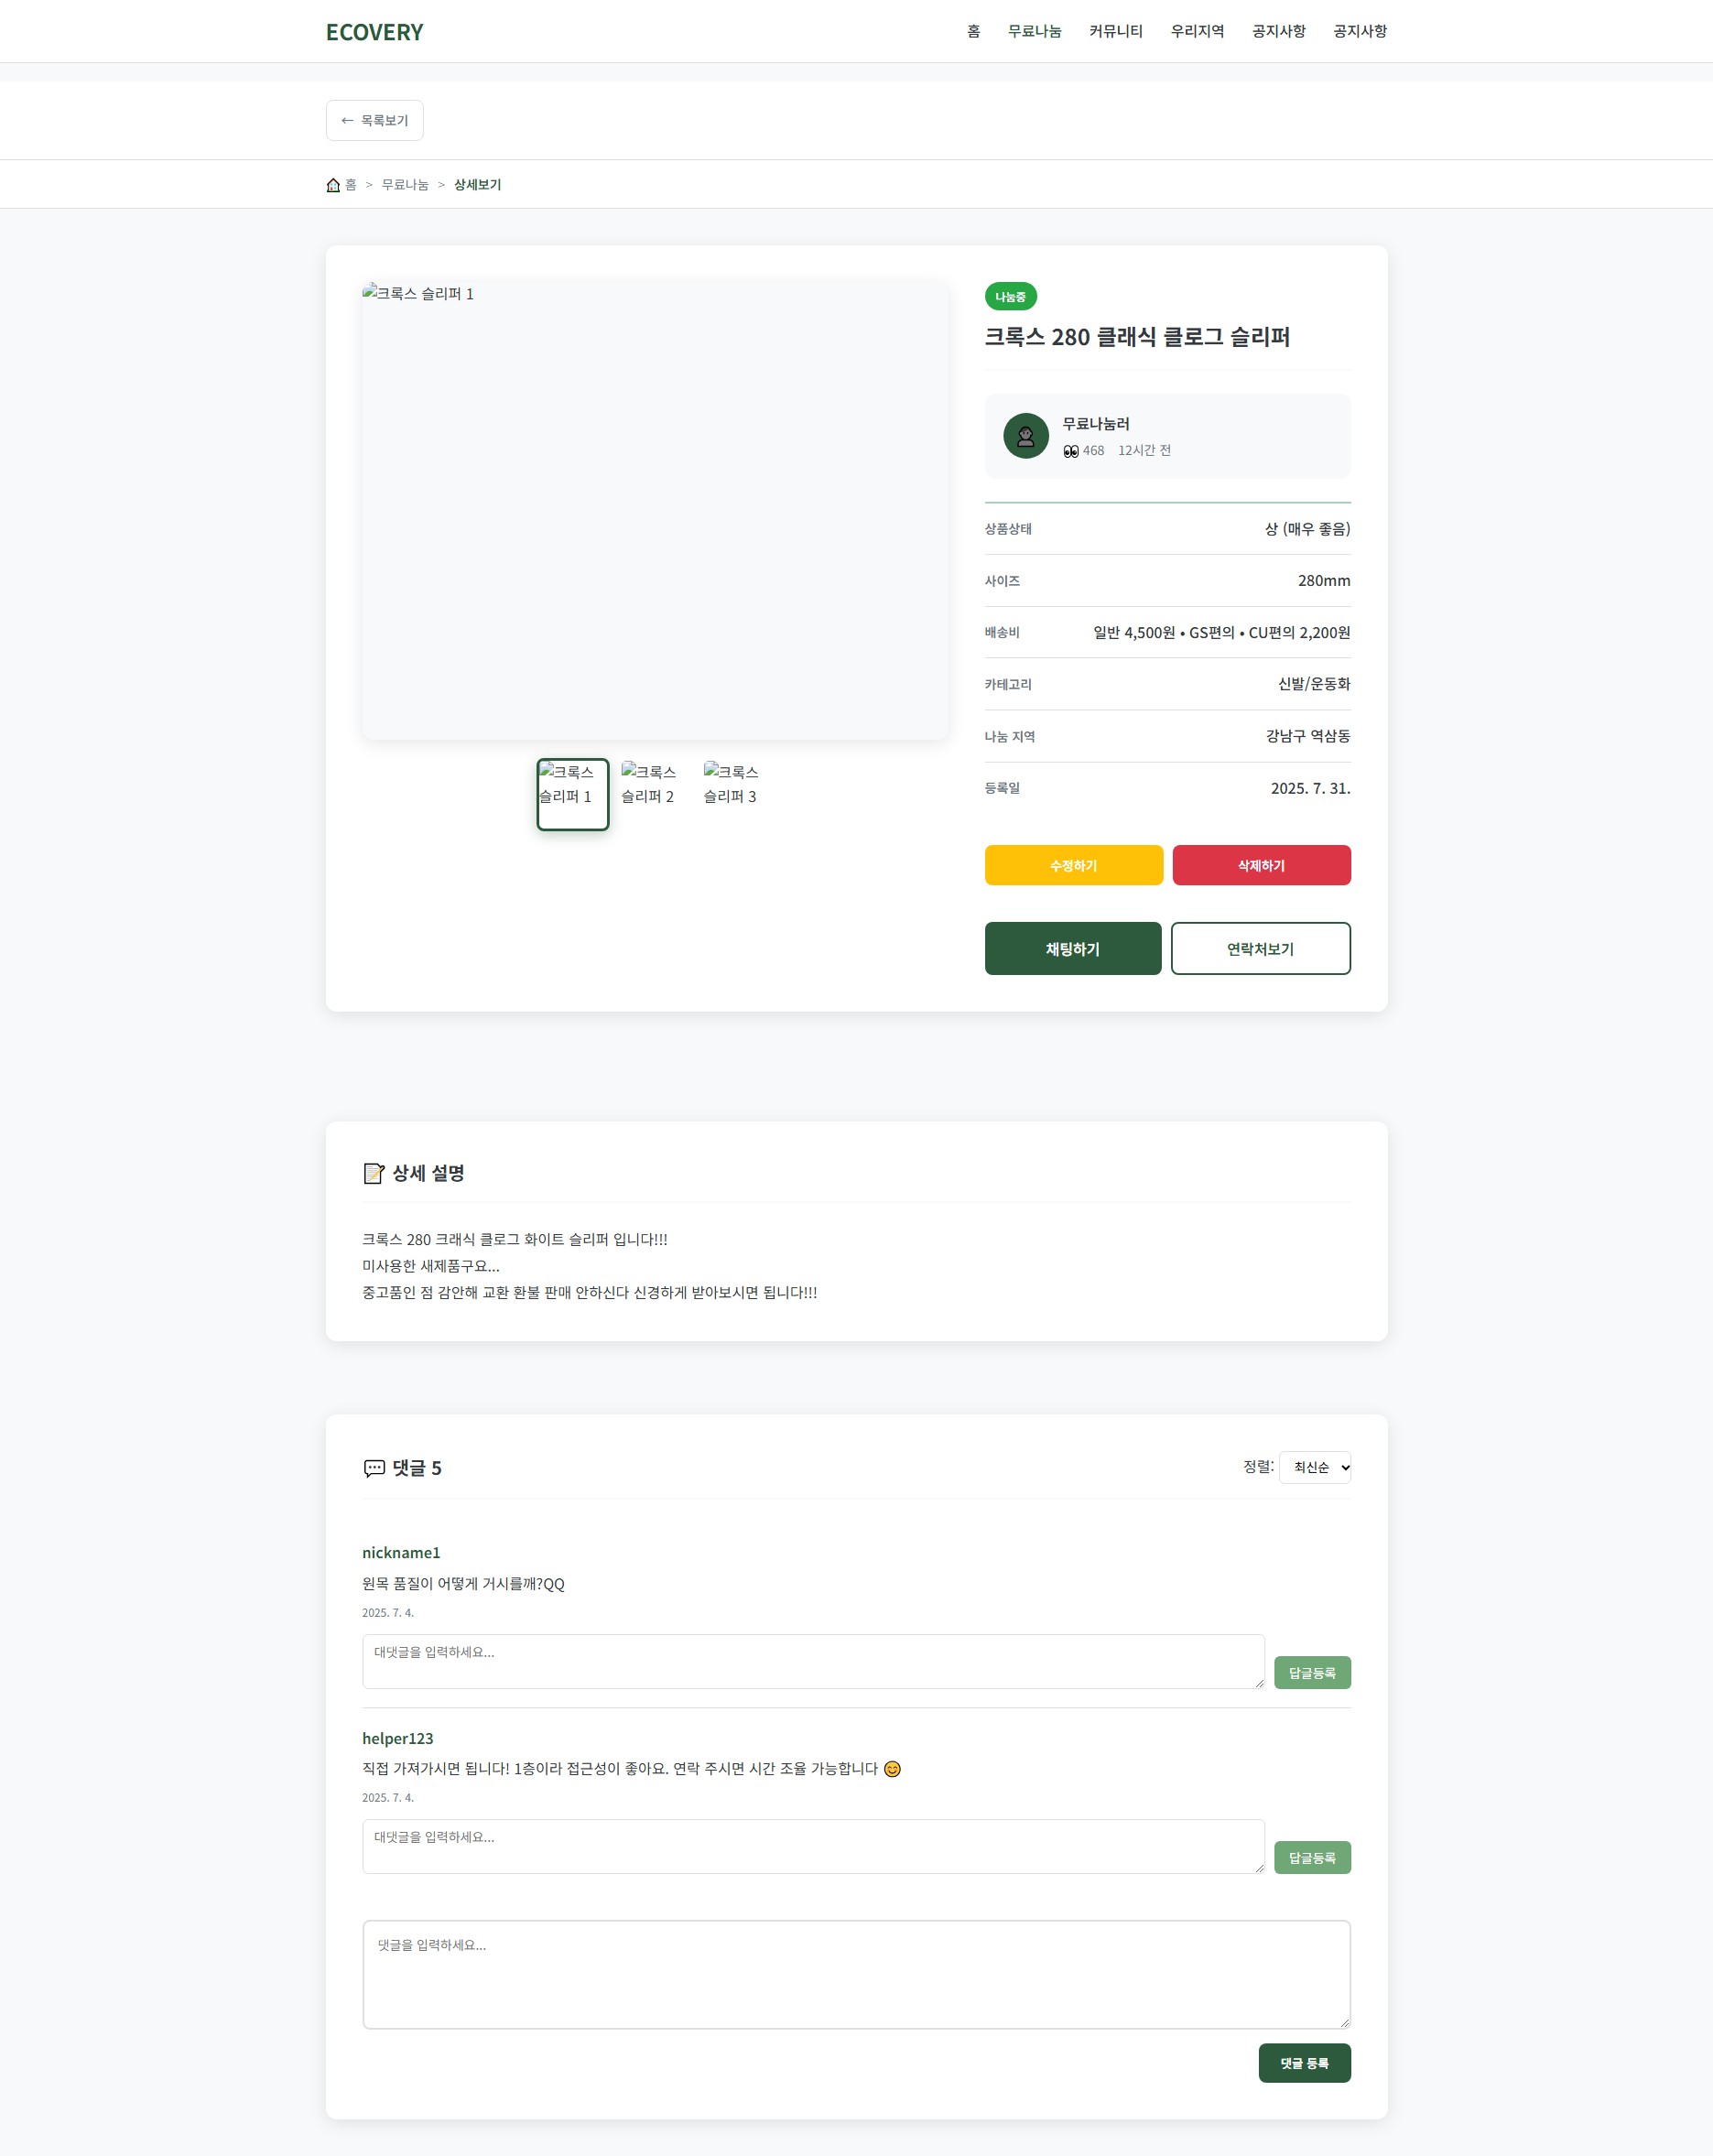 ECOVERY
홈 무료나눔 커뮤니티 우리지역 공지사항 공지사항
← 목록보기
홈 > 무료나눔 > 상세보기
크록스 슬리퍼 1
크록스
슬리퍼 1
크록스
슬리퍼 2
크록스
슬리퍼 3
나눔중
크록스 280 클래식 클로그 슬리퍼
무료나눔러
468 12시간 전
상품상태 상 (매우 좋음)
사이즈 280mm
배송비 일반 4,500원 • GS편의 • CU편의 2,200원
카테고리 신발/운동화
나눔 지역 강남구 역삼동
등록일 2025. 7. 31.
수정하기 삭제하기
채팅하기 연락처보기
상세 설명
크록스 280 크래식 클로그 화이트 슬리퍼 입니다!!!
미사용한 새제품구요...
중고품인 점 감안해 교환 환불 판매 안하신다 신경하게 받아보시면 됩니다!!!
댓글 5
정렬: 최신순
nickname1
원목 품질이 어떻게 거시를깨?QQ
2025. 7. 4.
대댓글을 입력하세요...
답글등록
helper123
직접 가져가시면 됩니다! 1층이라 접근성이 좋아요. 연락 주시면 시간 조율 가능합니다 😊
2025. 7. 4.
대댓글을 입력하세요...
답글등록
댓글을 입력하세요...
댓글 등록